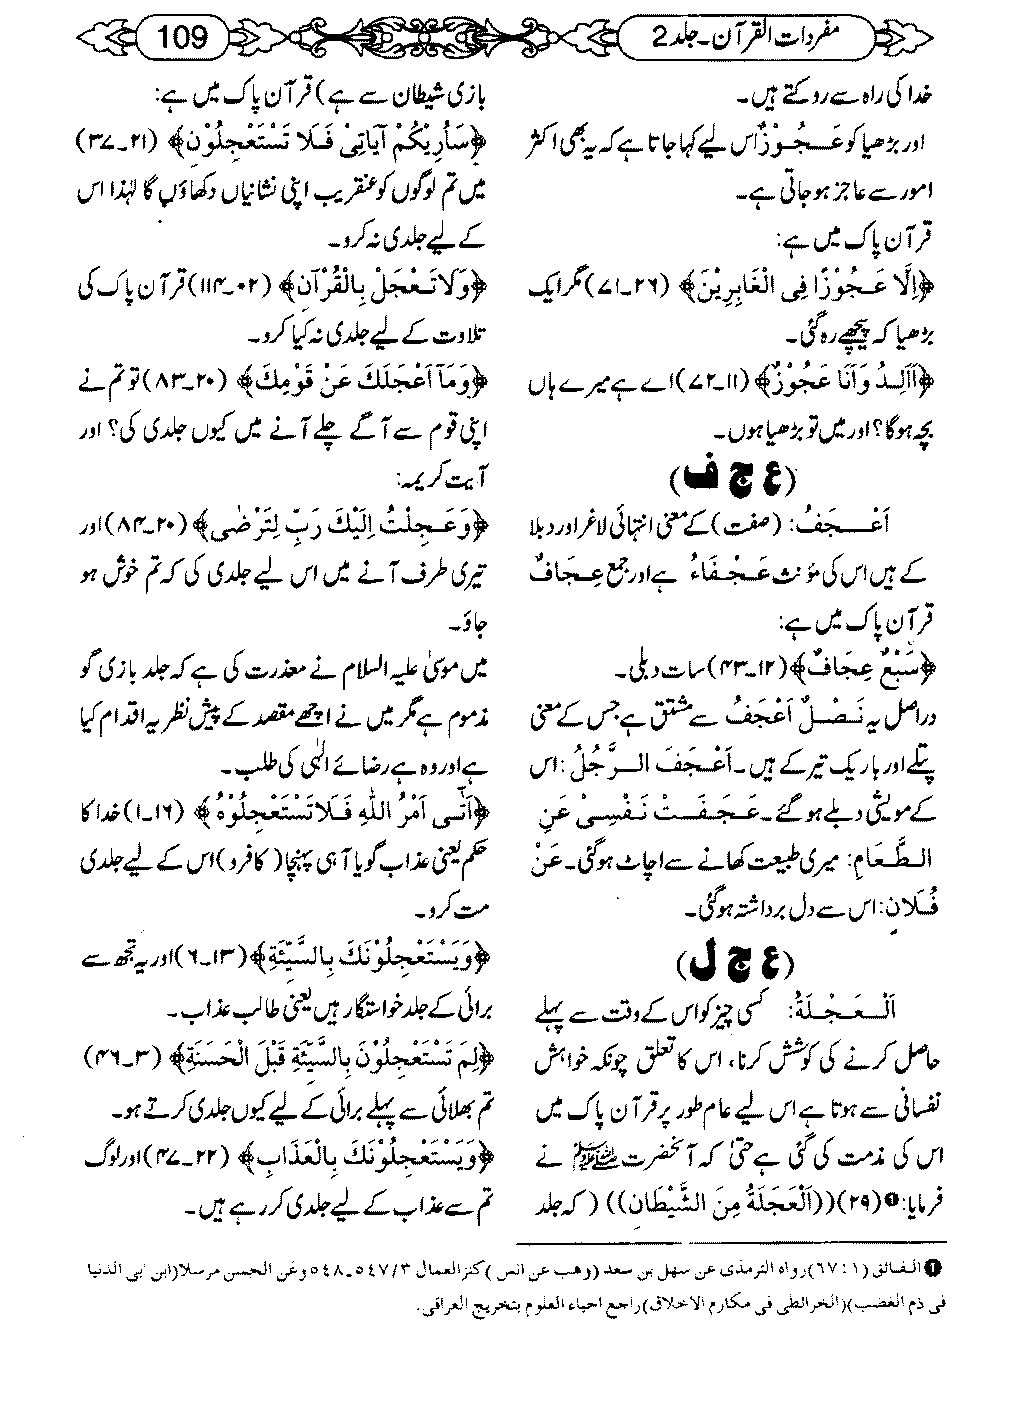 مفردات القرآن۔جلد2
109
خدا کی راہ سے روکتے ہیں۔
اور بڑھیا کو عَجُوْزٌ اس لیے کہا جاتا ہے کہ یہ بھی اکثر
امور سے عاجز ہو جاتی ہے۔
قرآن پاک میں ہے:
﴿اِلَّا عَجُوْزًا فِی الْغَابِرِیْنَ﴾ (۲۶۔۷۱) مگر ایک
بڑھیا کہ پیچھے رہ گئی۔
﴿أَأَلِدُ وَأَنَا عَجُوْزٌ﴾ (۱۱۔۷۲) اے ہے میرے ہاں
بچہ ہوگا؟ اور میں تو بڑھیا ہوں۔
(ع ج ف)
اَعْجَفُ: (صفت) کے معنی انتہائی لاغر اور دبلا
کے ہیں اس کی مؤنث عَجْفَاءُ ہے اور جمع عِجَافٌ
قرآن پاک میں ہے:
﴿سَبْعٌ عِجَافٌ﴾ (۱۲۔۴۳) سات دبلی۔
دراصل یہ نَصْلٌ اَعْجَفُ سے مشتق ہے جس کے معنی
پتلے اور باریک تیر کے ہیں۔ اَعْجَفَ الرَّجُلُ: اس
کے مویشی دبلے ہو گئے۔ عَجَفَتْ نَفْسِیْ عَنِ
الطَّعَامِ: میری طبیعت کھانے سے اچاٹ ہوگئی۔ عَنْ
فُلَانٍ: اس سے دل برداشتہ ہوگئی۔
(ع ج ل)
اَلْعَجْلَةُ: کسی چیز کو اس کے وقت سے پہلے
حاصل کرنے کی کوشش کرنا، اس کا تعلق چونکہ خواہش
نفسانی سے ہوتا ہے اس لیے عام طور پر قرآن پاک میں
اس کی مذمت کی گئی ہے حتیٰ کہ آنحضرت ﷺ نے
فرمایا: ❶ (۲۹) ((اَلْعَجَلَةُ مِنَ الشَّیْطَانِ)) (کہ جلد
بازی شیطان سے ہے) قرآن پاک میں ہے:
﴿سَأُرِیْكُمْ آیَاتِیْ فَلَا تَسْتَعْجِلُوْنِ﴾ (۲۱۔۳۷)
میں تم لوگوں کو عنقریب اپنی نشانیاں دکھاؤں گا لہٰذا اس
کے لیے جلدی نہ کرو۔
﴿وَلَا تَعْجَلْ بِالْقُرْآنِ﴾ (۰۲۔۱۱۴) قرآن پاک کی
تلاوت کے لیے جلدی نہ کیا کرو۔
﴿وَمَآ اَعْجَلَكَ عَنْ قَوْمِكَ﴾ (۲۰۔۸۳) تو تم نے
اپنی قوم سے آگے چلے آنے میں کیوں جلدی کی؟ اور
آیت کریمہ:
﴿وَعَجِلْتُ اِلَیْكَ رَبِّ لِتَرْضٰی﴾ (۲۰۔۸۴) اور
تیری طرف آنے میں اس لیے جلدی کی کہ تم خوش ہو
جاؤ۔
میں موسیٰ علیہ السلام نے معذرت کی ہے کہ جلد بازی گو
مذموم ہے مگر میں نے اچھے مقصد کے پیش نظر یہ اقدام کیا
ہے اور وہ ہے رضائے الٰہی کی طلب۔
﴿اَتٰٓی اَمْرُ اللّٰهِ فَلَا تَسْتَعْجِلُوْهُ﴾ (۱۶۔۱) خدا کا
حکم یعنی عذاب گویا آ ہی پہنچا (کافرو) اس کے لیے جلدی
مت کرو۔
﴿وَیَسْتَعْجِلُوْنَكَ بِالسَّیِّئَةِ﴾ (۱۳۔۶) اور یہ تجھ سے
برائی کے جلد خواستگار ہیں یعنی طالب عذاب۔
﴿لِمَ تَسْتَعْجِلُوْنَ بِالسَّیِّئَةِ قَبْلَ الْحَسَنَةِ﴾ (۳۔۴۶)
تم بھلائی سے پہلے برائی کے لیے کیوں جلدی کرتے ہو۔
﴿وَیَسْتَعْجِلُوْنَكَ بِالْعَذَابِ﴾ (۲۲۔۴۷) اور لوگ
تم سے عذاب کے لیے جلدی کر رہے ہیں۔
❶ الفائق (۱:۶۷) رواه الترمذی عن سهل بن سعد (وهب عن انس) کنز العمال ۳/۵۴۷۔۵۴۸ وعن الحسن مرسلا (ابن ابی الدنیا
فی ذم الغضب) (الخرائطی فی مکارم الاخلاق) راجع احیاء العلوم بتخریج العراقی.